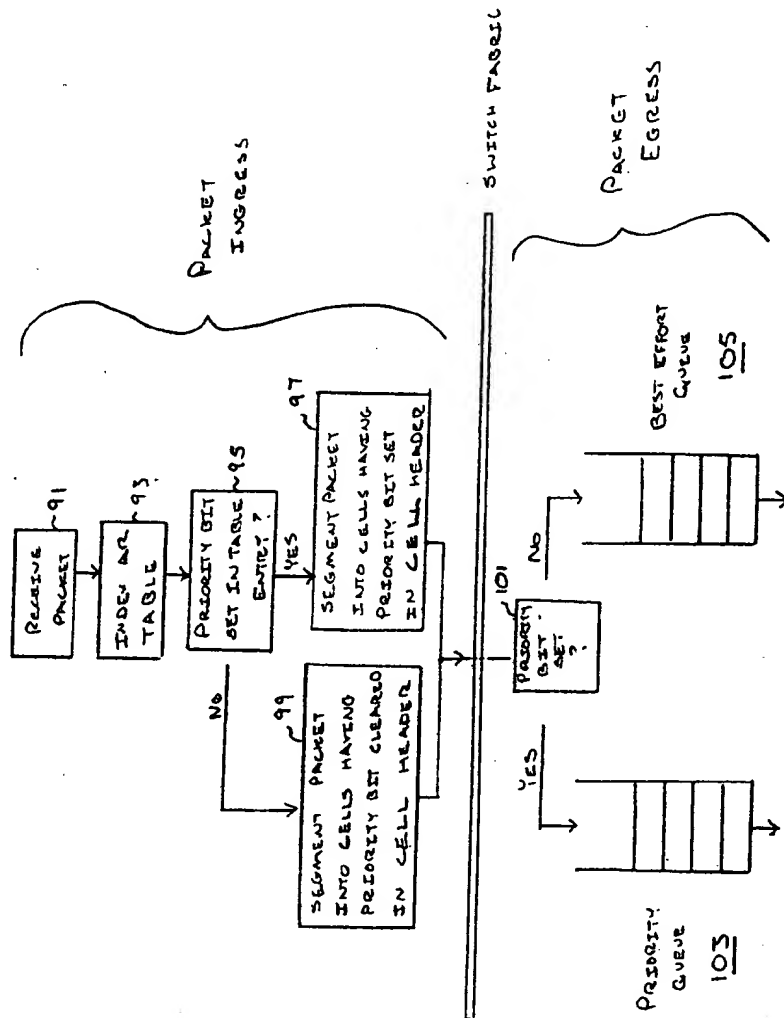 RECEIVE
PACKET
91
INDEX AR
TABLE
93
PRIORITY BIT
SET IN TABLE
ENTRY?
95
YES
NO
SEGMENT PACKET
INTO CELLS HAVING
PRIORITY BIT SET
IN CELL HEADER
97
SEGMENT PACKET
INTO CELLS HAVING
PRIORITY BIT CLEARED
IN CELL HEADER
99
PACKET
INGRESS
SWITCH FABRIC
PRIORITY
BIT
SET
?
101
YES
NO
PRIORITY
QUEUE
103
BEST EFFORT
QUEUE
105
PACKET
EGRESS